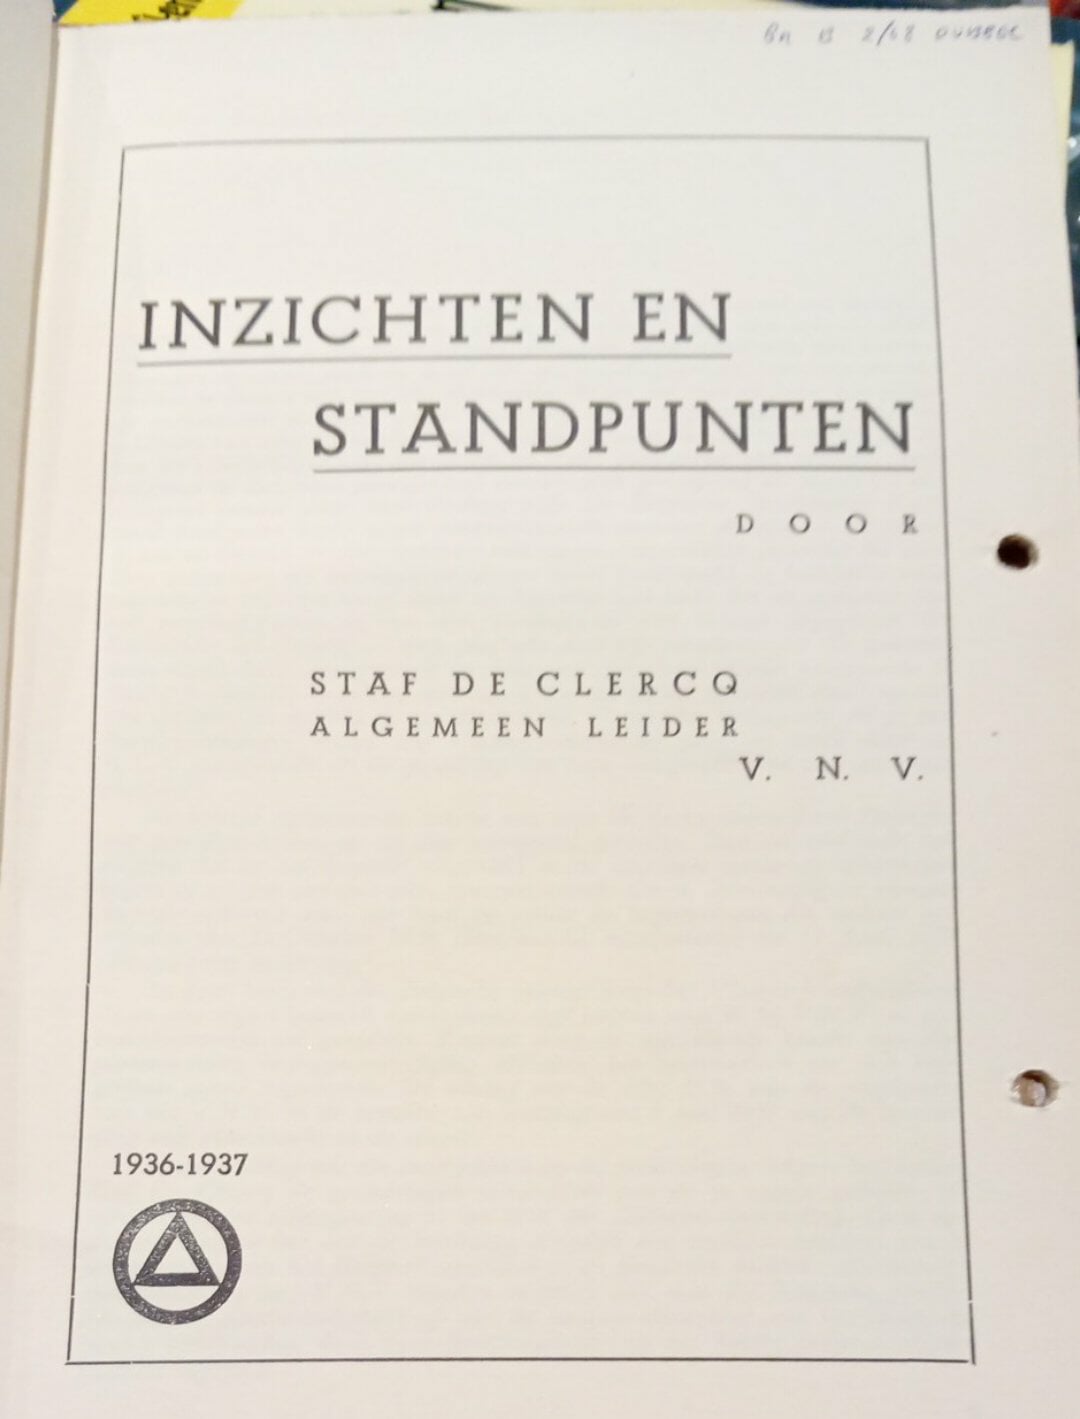 INZICHTEN EN
STANDPUNTEN
DOOR
STAF DE CLERCQ
ALGEMEEN LEIDER
V. N. V.
1936-1937